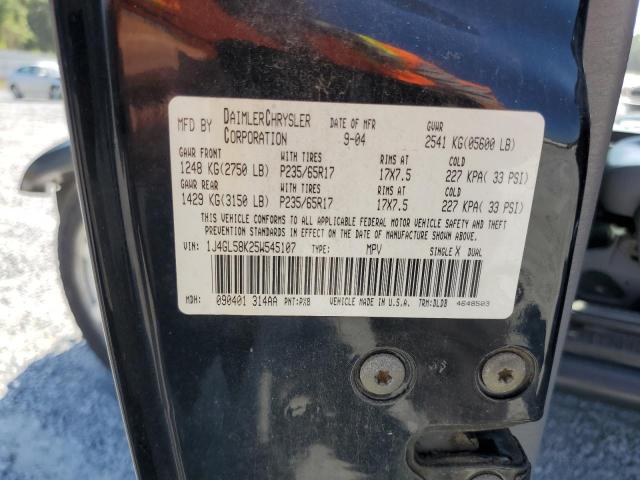 MFD BY DAIMLERCHRYSLER CORPORATION DATE OF MFR 9-04 GVWR 2541 KG(05600 LB)
GAWR FRONT WITH TIRES RIMS AT COLD
1248 KG(2750 LB) P235/65R17 17X7.5 227 KPA( 33 PSI)
GAWR REAR WITH TIRES RIMS AT COLD
1429 KG(3150 LB) P235/65R17 17X7.5 227 KPA( 33 PSI)
THIS VEHICLE CONFORMS TO ALL APPLICABLE FEDERAL MOTOR VEHICLE SAFETY AND THEFT
PREVENTION STANDARDS IN EFFECT ON THE DATE OF MANUFACTURE SHOWN ABOVE.
VIN: 1J4GL58K25W545107 TYPE: MPV SINGLE X DUAL
MDH: 090401 314AA PNT:PX8 VEHICLE MADE IN U.S.A. TRM:DLDB 4648503